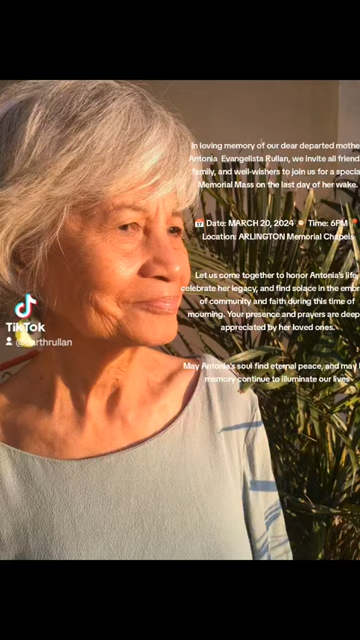 In loving memory of our dear departed mothe
Antonia Evangelista Rullan, we invite all friend
family, and well-wishers to join us for a specia
Memorial Mass on the last day of her wake.
📅 Date: MARCH 20, 2024 🕕 Time: 6PM 📍
Location: ARLINGTON Memorial Chapels
Let us come together to honor Antonia's life,
celebrate her legacy, and find solace in the embr
of community and faith during this time of
mourning. Your presence and prayers are deep
appreciated by her loved ones.
May Antonia's soul find eternal peace, and may
memory continue to illuminate our lives.
TikTok
rthrullan